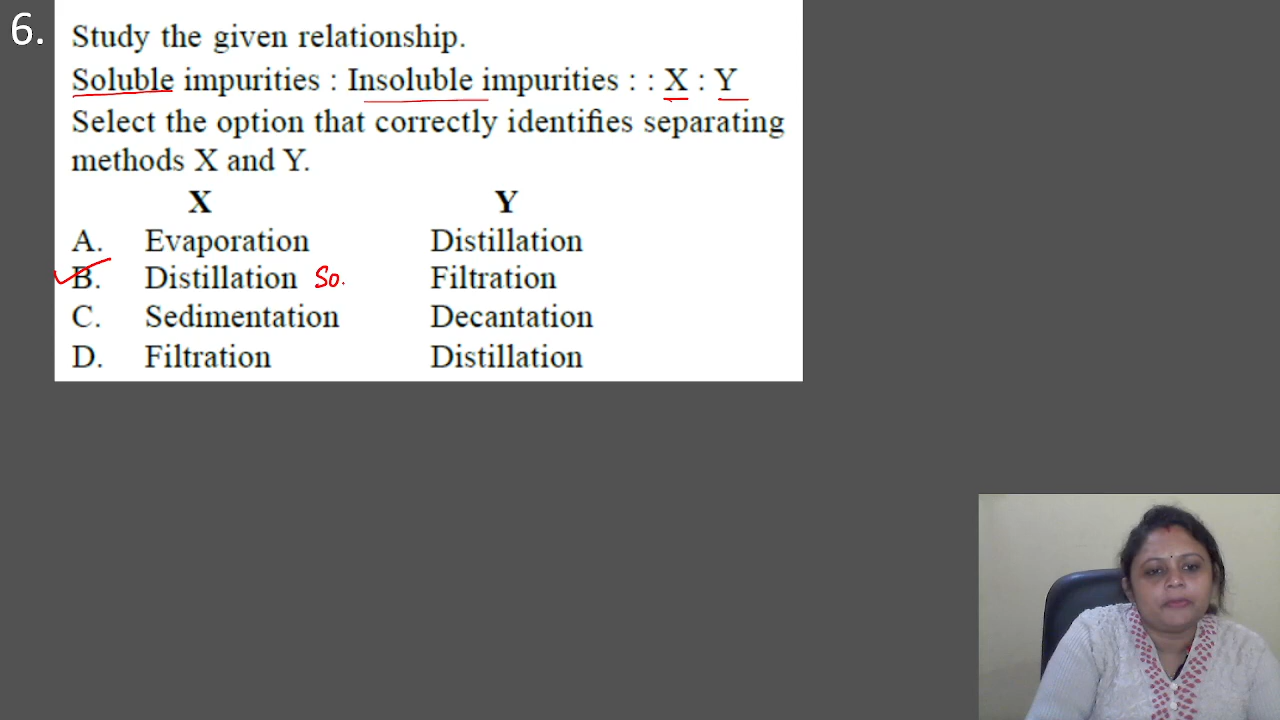 6.
Study the given relationship.
Soluble impurities : Insoluble impurities : : X : Y
Select the option that correctly identifies separating
methods X and Y.
X Y
A. Evaporation Distillation
B. Distillation So. Filtration
C. Sedimentation Decantation
D. Filtration Distillation